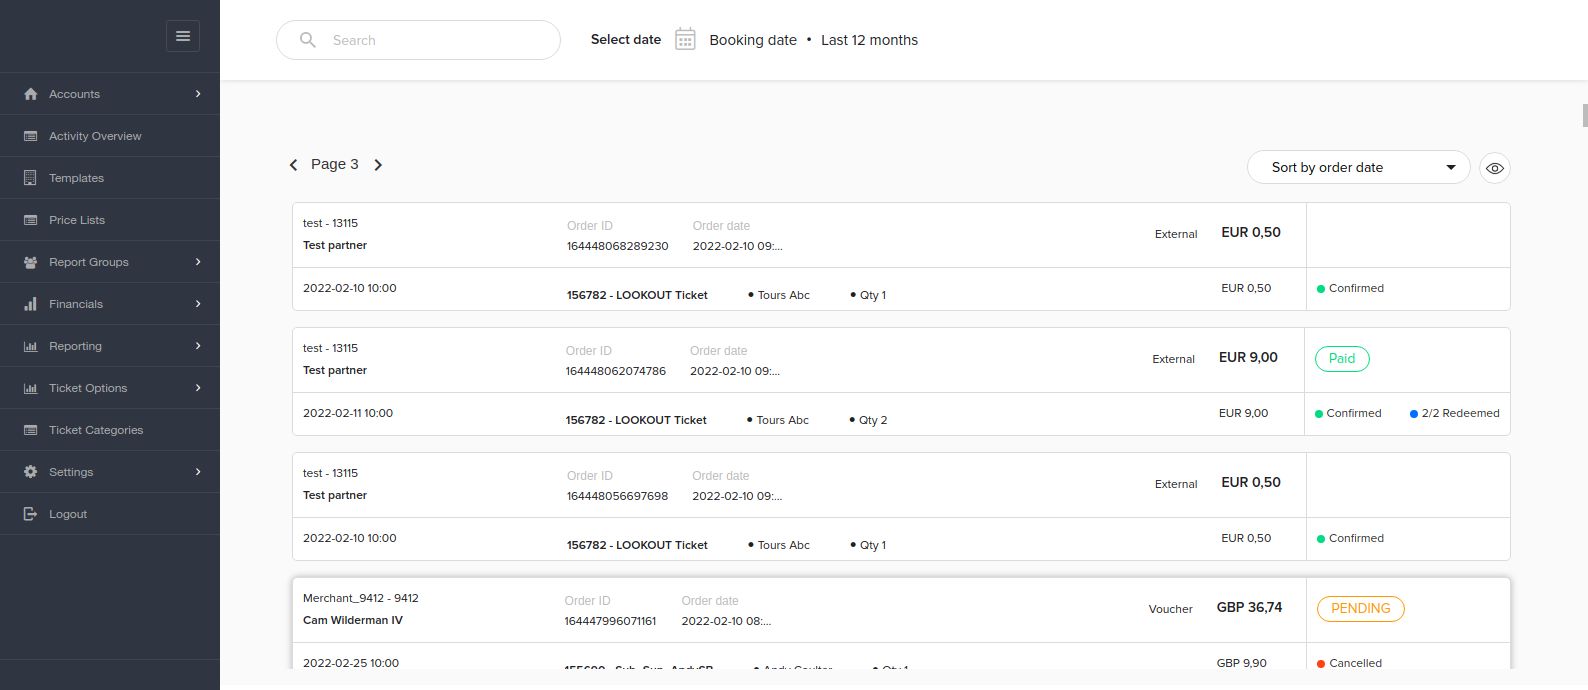 Search
Select date
Booking date • Last 12 months
Accounts
Activity Overview
Templates
Price Lists
Report Groups
Financials
Reporting
Ticket Options
Ticket Categories
Settings
Logout
Page 3
Sort by order date
test - 13115
Test partner
Order ID
164448068289230
Order date
2022-02-10 09:...
External
EUR 0,50
2022-02-10 10:00
156782 - LOOKOUT Ticket
• Tours Abc
• Qty 1
EUR 0,50
Confirmed
test - 13115
Test partner
Order ID
164448062074786
Order date
2022-02-10 09:...
External
EUR 9,00
Paid
2022-02-11 10:00
156782 - LOOKOUT Ticket
• Tours Abc
• Qty 2
EUR 9,00
Confirmed
2/2 Redeemed
test - 13115
Test partner
Order ID
164448056697698
Order date
2022-02-10 09:...
External
EUR 0,50
2022-02-10 10:00
156782 - LOOKOUT Ticket
• Tours Abc
• Qty 1
EUR 0,50
Confirmed
Merchant_9412 - 9412
Cam Wilderman IV
Order ID
164447996071161
Order date
2022-02-10 08:...
Voucher
GBP 36,74
PENDING
2022-02-25 10:00
• Andy Coulter
• Qty 1
GBP 9,90
Cancelled